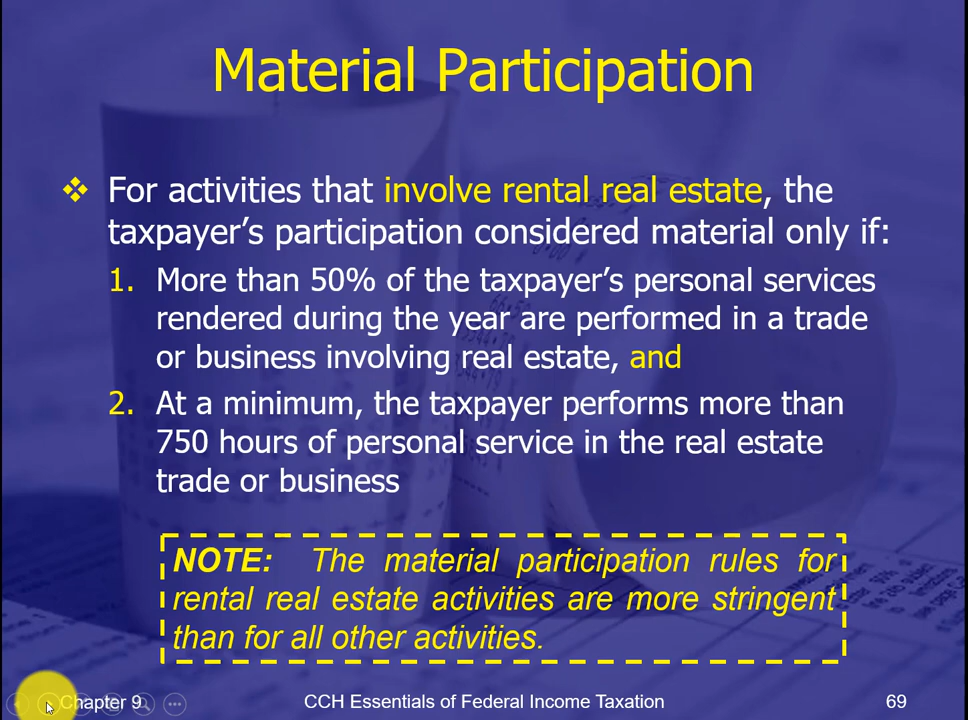 Material Participation
❖ For activities that involve rental real estate, the
taxpayer's participation considered material only if:
1. More than 50% of the taxpayer's personal services
rendered during the year are performed in a trade
or business involving real estate, and
2. At a minimum, the taxpayer performs more than
750 hours of personal service in the real estate
trade or business
NOTE: The material participation rules for
rental real estate activities are more stringent
than for all other activities.
Chapter 9 CCH Essentials of Federal Income Taxation 69